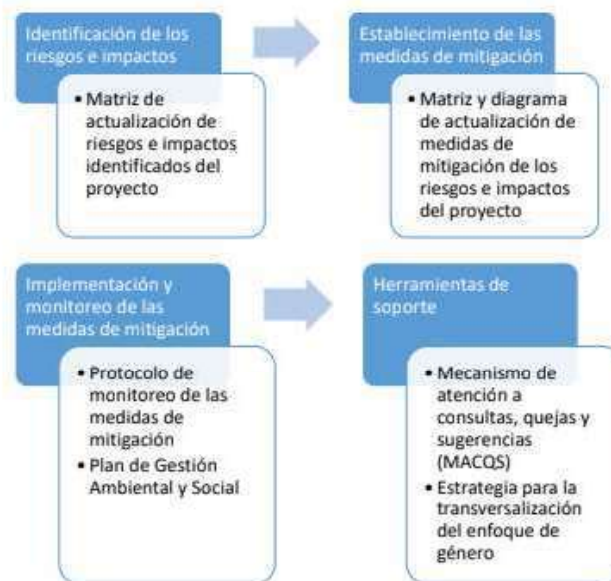 Identificación de los
riesgos e impactos
• Matriz de
actualización de
riesgos e impactos
identificados del
proyecto
Establecimiento de las
medidas de mitigación
• Matriz y diagrama
de actualización de
medidas de
mitigación de los
riesgos e impactos
del proyecto
Implementación y
monitoreo de las
medidas de mitigación
• Protocolo de
monitoreo de las
medidas de
mitigación
• Plan de Gestión
Ambiental y Social
Herramientas de
soporte
• Mecanismo de
atención a
consultas, quejas y
sugerencias
(MACQS)
• Estrategia para la
transversalización
del enfoque de
género